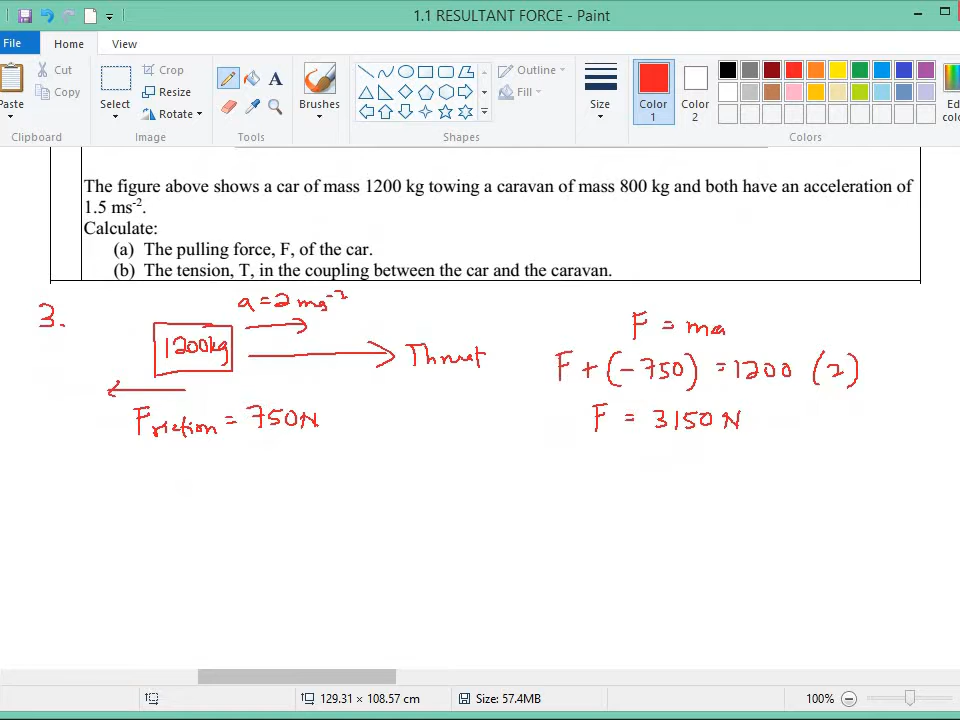 1.1 RESULTANT FORCE - Paint
File Home View
Paste Cut Copy Clipboard
Select Crop Resize Rotate Image
A Tools
Brushes
Outline Fill Shapes
Size
Color 1 Color 2 Colors
The figure above shows a car of mass 1200 kg towing a caravan of mass 800 kg and both have an acceleration of
1.5 ms⁻².
Calculate:
(a) The pulling force, F, of the car.
(b) The tension, T, in the coupling between the car and the caravan.
3.
a = 2 ms⁻²
1200kg
Thrust
Friction = 750N
F = ma
F + (-750) = 1200 (2)
F = 3150 N
129.31 × 108.57 cm Size: 57.4MB 100%